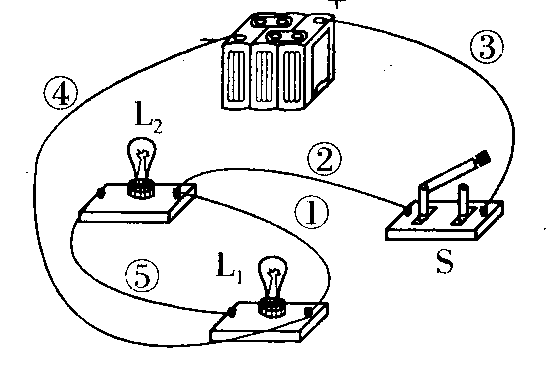 − +
③
④
L₂
②
①
L₁
⑤
S